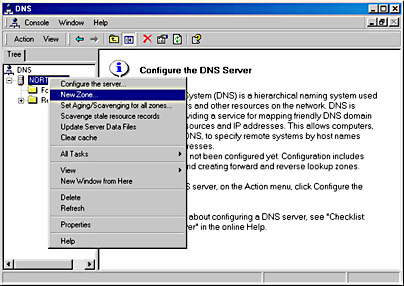 DNS
Console Window Help
Action View
Tree
DNS
NDRT
Fo
Re
Configure the server...
New Zone...
Set Aging/Scavenging for all zones...
Scavenge stale resource records
Update Server Data Files
Clear cache
All Tasks
View
New Window from Here
Delete
Refresh
Properties
Help
Configure the DNS Server
ystem (DNS) is a hierarchical naming system used
s and other resources on the network. DNS is
viding a service for mapping friendly DNS domain
sources and IP addresses. This allows computers,
DNS, to specify remote systems by host names
resses.
not been configured yet. Configuration includes
nd creating forward and reverse lookup zones.
S server, on the Action menu, click Configure the
about configuring a DNS server, see "Checklist:
ver" in the online Help.